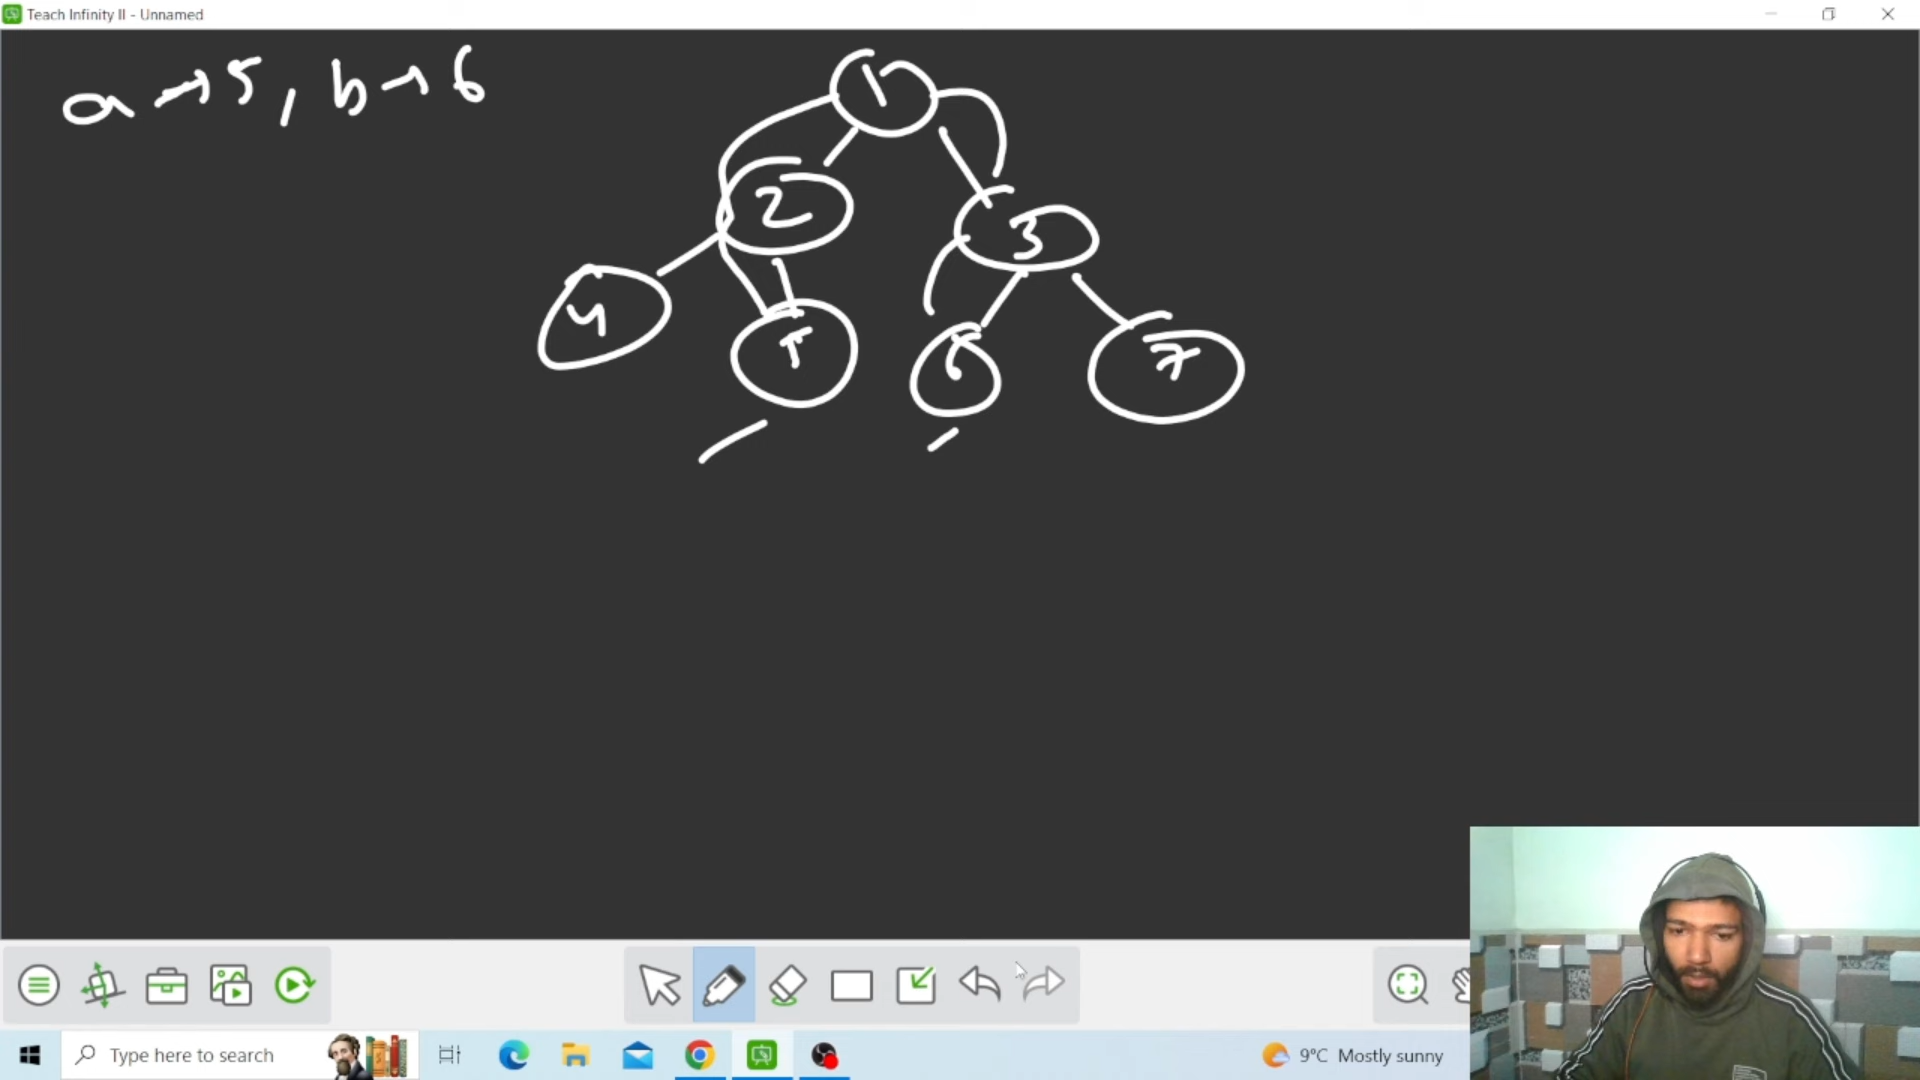 Teach Infinity II - Unnamed
a → 5, b → 6
1
2
3
4
5
6
7
Type here to search
9°C Mostly sunny